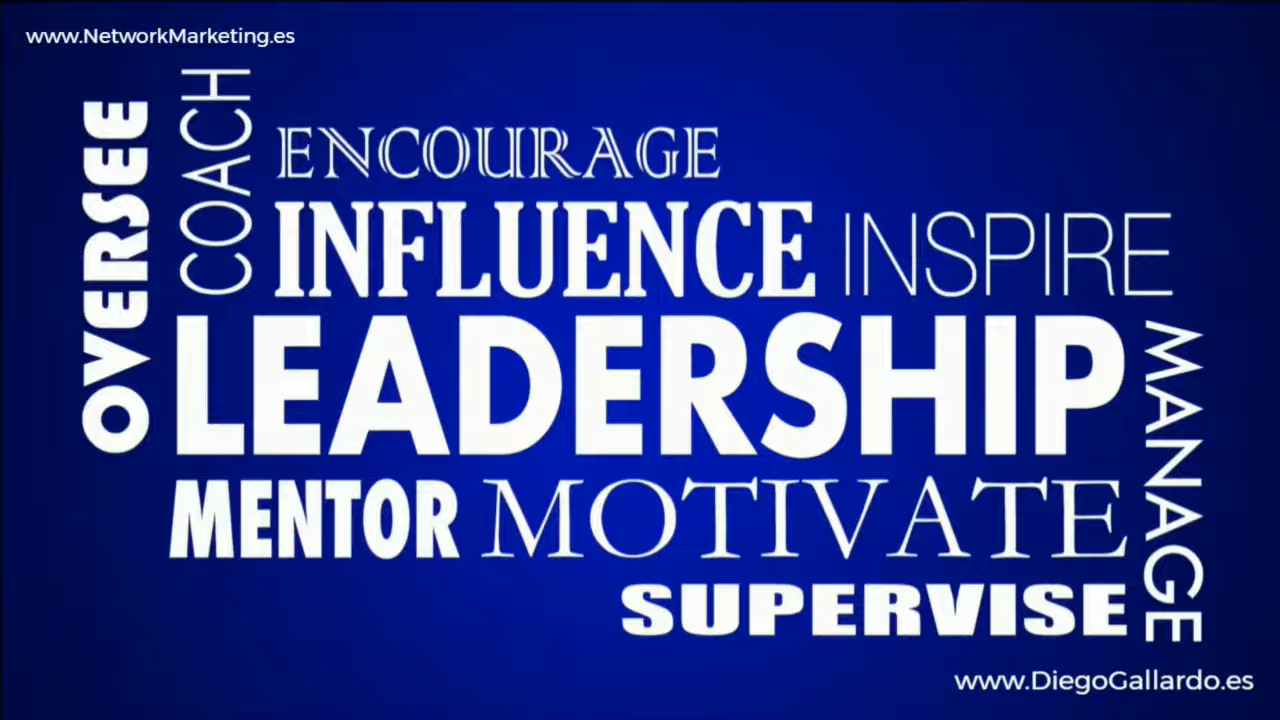 www.NetworkMarketing.es
OVERSEE
COACH
ENCOURAGE
INFLUENCE INSPIRE
LEADERSHIP
MANAGE
MENTOR MOTIVATE
SUPERVISE
www.DiegoGallardo.es